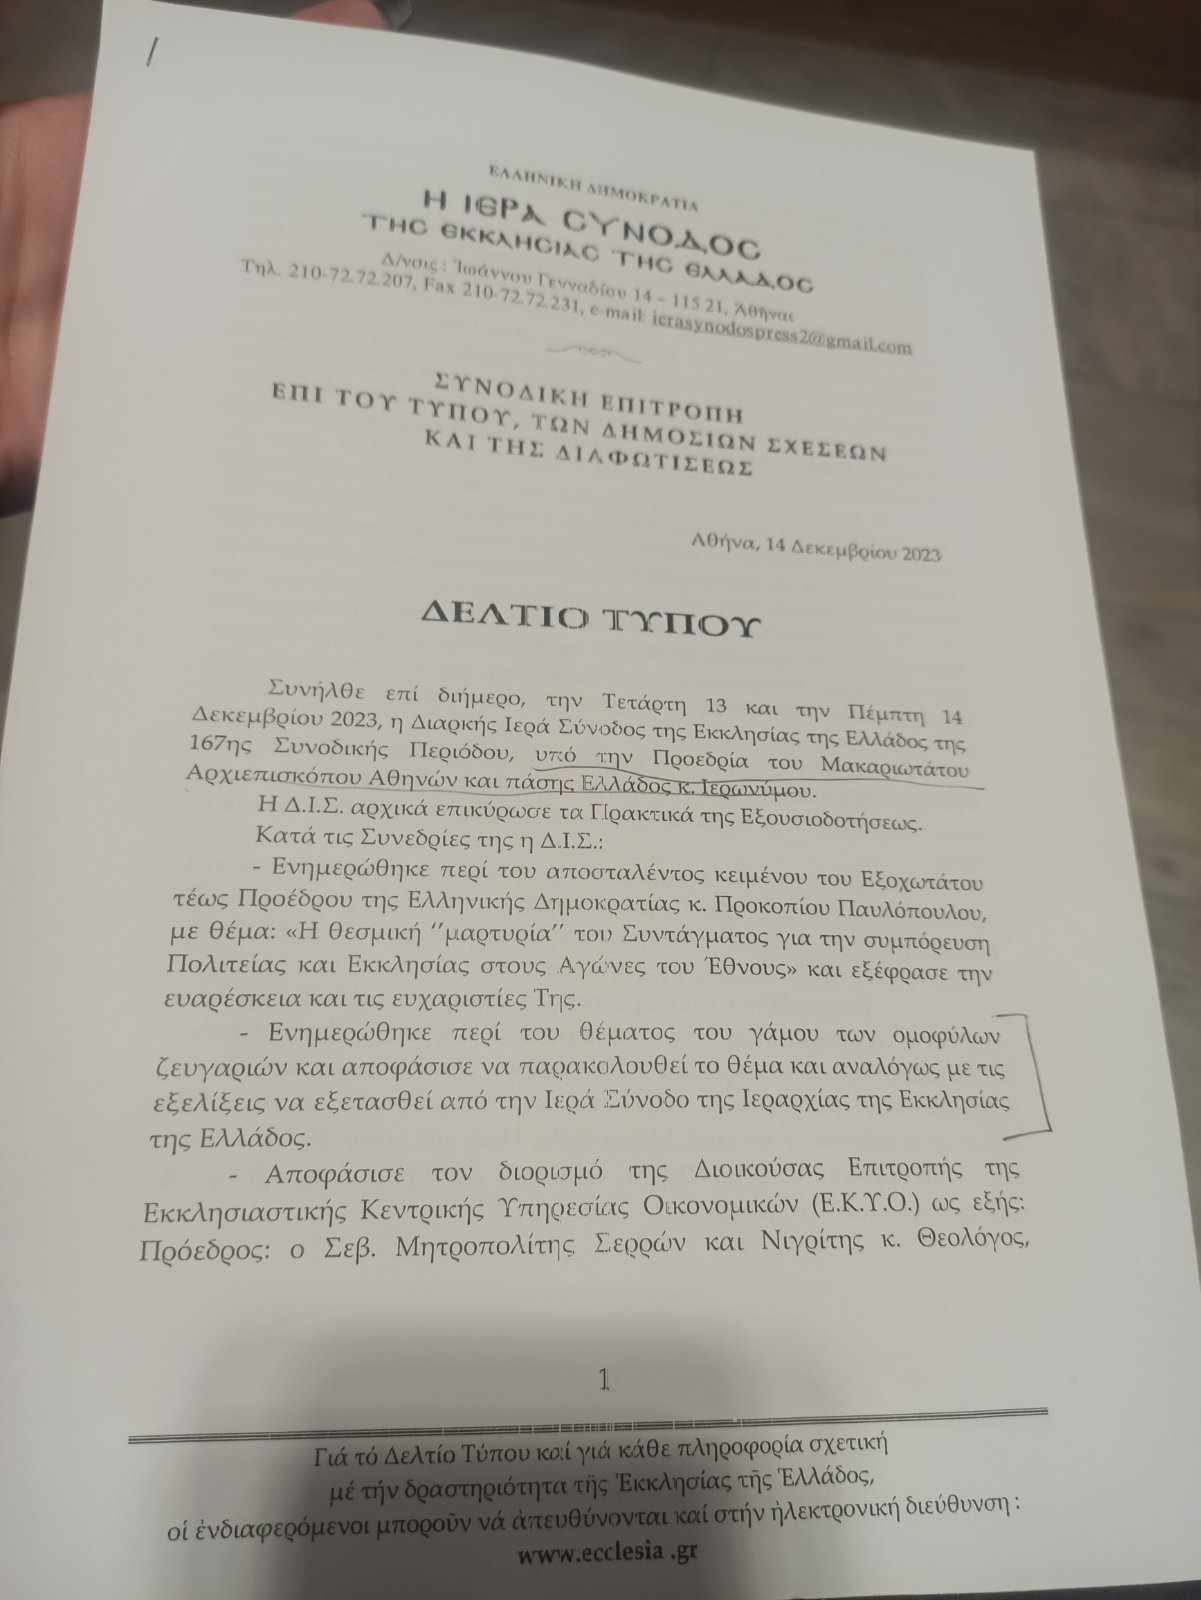 /
ΕΛΛΗΝΙΚΗ ΔΗΜΟΚΡΑΤΙΑ
Η ΙΕΡΑ ΣΥΝΟΔΟΣ
ΤΗΣ ΕΚΚΛΗΣΙΑΣ ΤΗΣ ΕΛΛΑΔΟΣ
Δ/νσις : Ἰωάννου Γενναδίου 14 – 115 21, Ἀθῆναι
Τηλ. 210-72.72.207, Fax 210-72.72.231, e-mail: ierasynodospress2@gmail.com
ΣΥΝΟΔΙΚΗ ΕΠΙΤΡΟΠΗ
ΕΠΙ ΤΟΥ ΤΥΠΟΥ, ΤΩΝ ΔΗΜΟΣΙΩΝ ΣΧΕΣΕΩΝ
ΚΑΙ ΤΗΣ ΔΙΑΦΩΤΙΣΕΩΣ
Αθήνα, 14 Δεκεμβρίου 2023
ΔΕΛΤΙΟ ΤΥΠΟΥ
Συνήλθε επί διήμερο, την Τετάρτη 13 και την Πέμπτη 14
Δεκεμβρίου 2023, η Διαρκής Ιερά Σύνοδος της Εκκλησίας της Ελλάδος της
167ης Συνοδικής Περιόδου, υπό την Προεδρία του Μακαριωτάτου
Αρχιεπισκόπου Αθηνών και πάσης Ελλάδος κ. Ιερωνύμου.
Η Δ.Ι.Σ. αρχικά επικύρωσε τα Πρακτικά της Εξουσιοδοτήσεως.
Κατά τις Συνεδρίες της η Δ.Ι.Σ.:
- Ενημερώθηκε περί του αποσταλέντος κειμένου του Εξοχωτάτου
τέως Προέδρου της Ελληνικής Δημοκρατίας κ. Προκοπίου Παυλόπουλου,
με θέμα: «Η θεσμική ‘‘μαρτυρία’’ του Συντάγματος για την συμπόρευση
Πολιτείας και Εκκλησίας στους Αγώνες του Έθνους» και εξέφρασε την
ευαρέσκεια και τις ευχαριστίες Της.
- Ενημερώθηκε περί του θέματος του γάμου των ομοφύλων
ζευγαριών και αποφάσισε να παρακολουθεί το θέμα και αναλόγως με τις
εξελίξεις να εξετασθεί από την Ιερά Σύνοδο της Ιεραρχίας της Εκκλησίας
της Ελλάδος.
- Αποφάσισε τον διορισμό της Διοικούσας Επιτροπής της
Εκκλησιαστικής Κεντρικής Υπηρεσίας Οικονομικών (Ε.Κ.Υ.Ο.) ως εξής:
Πρόεδρος: ο Σεβ. Μητροπολίτης Σερρών και Νιγρίτης κ. Θεολόγος,
1
Γιά τό Δελτίο Τύπου καί γιά κάθε πληροφορία σχετική
μέ τήν δραστηριότητα τῆς Ἐκκλησίας τῆς Ἑλλάδος,
οἱ ἐνδιαφερόμενοι μποροῦν νά ἀπευθύνονται καί στήν ἠλεκτρονική διεύθυνση :
www.ecclesia .gr